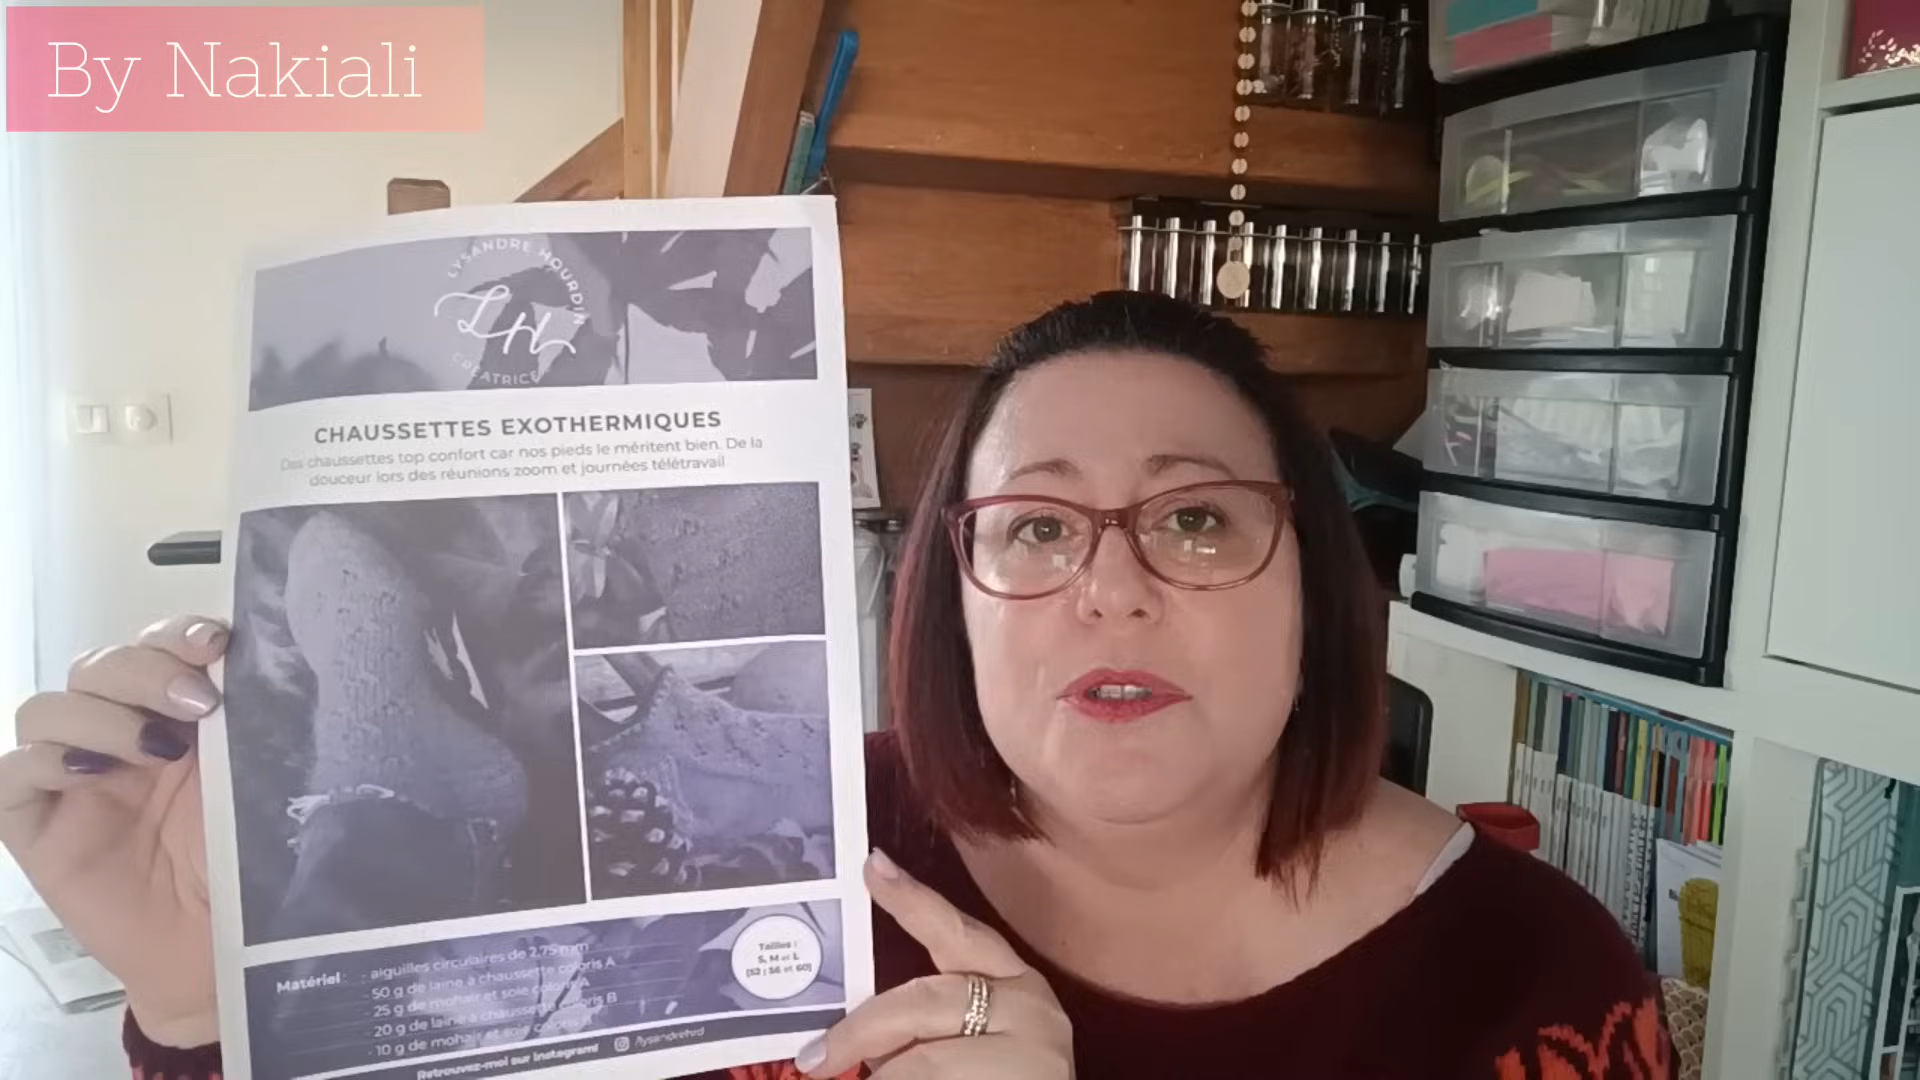 By Nakiali
LYSANDRE HOURDIN
LH
CRÉATRICE
CHAUSSETTES EXOTHERMIQUES
Des chaussettes top confort car nos pieds le méritent bien. De la
douceur lors des réunions zoom et journées télétravail
Matériel :
- aiguilles circulaires de 2.75 mm
- 50 g de laine à chaussette coloris A
- 25 g de mohair et soie coloris A
- 20 g de laine à chaussette coloris B
- 10 g de mohair et soie coloris
Tailles :
S, M et L
(52 ; 56 et 60)
Retrouvez-moi sur Instagram!
/lysandrehrd